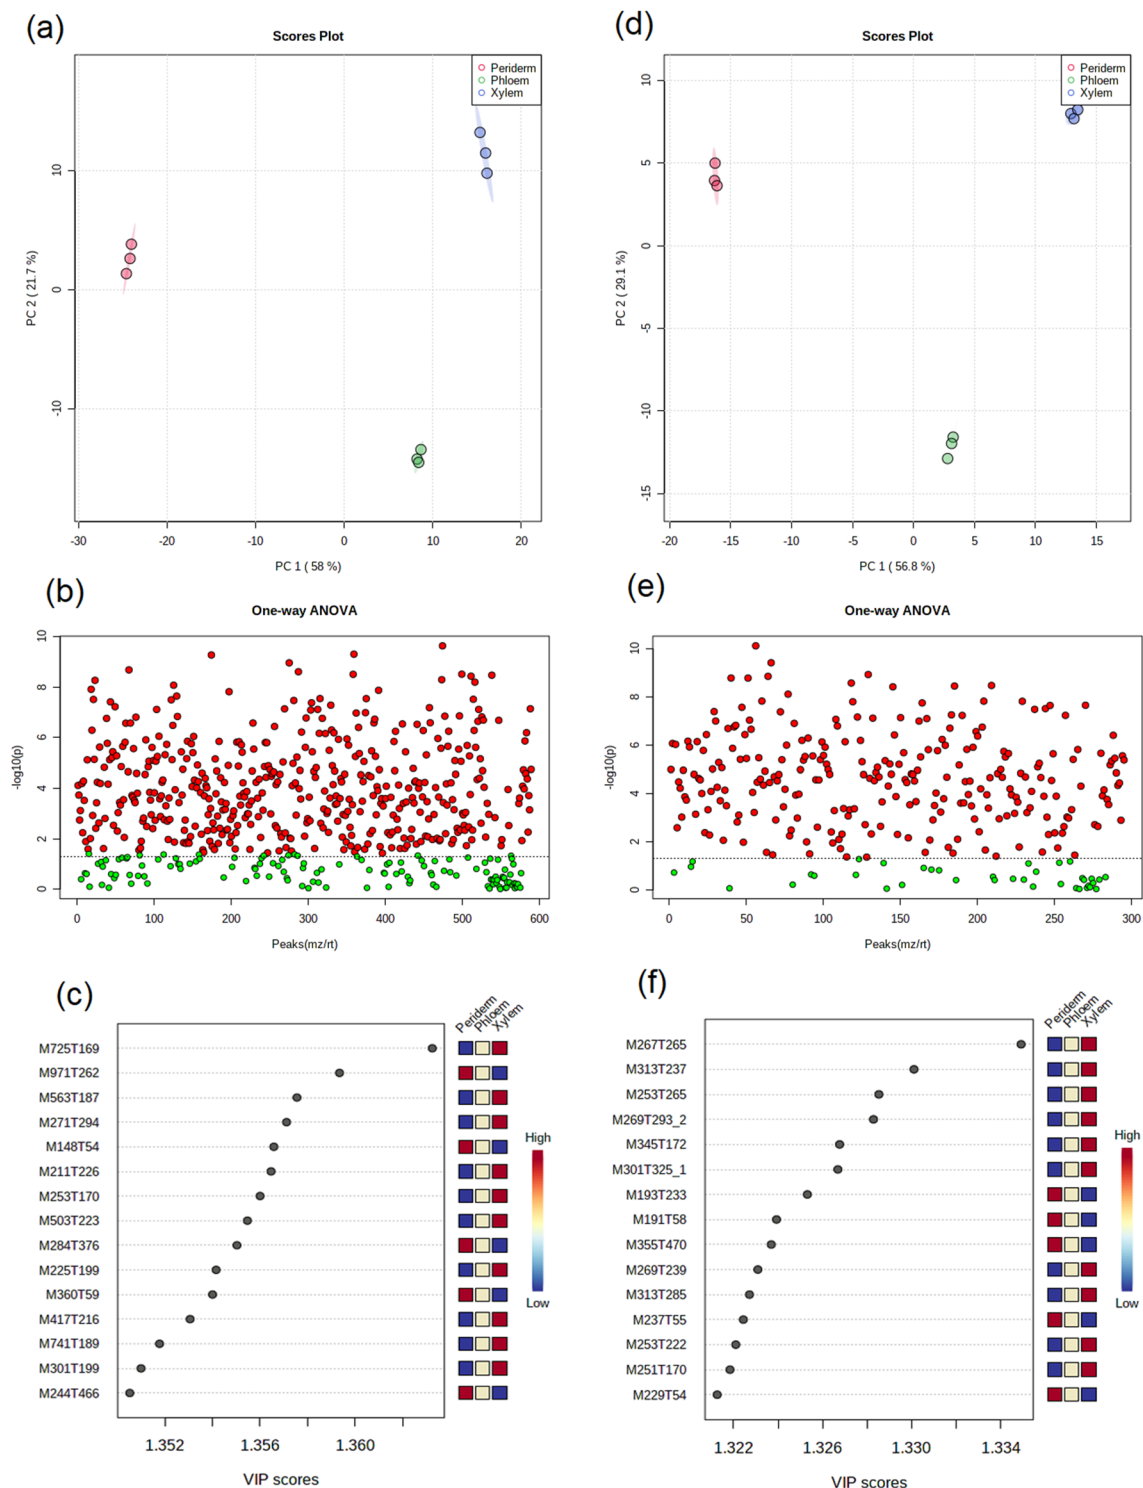 (a)
Scores Plot
Periderm
Phloem
Xylem
PC 2 ( 21.7 %)
10
0
-10
-30
-20
-10
0
10
20
PC 1 ( 58 %)
(d)
Scores Plot
Periderm
Phloem
Xylem
PC 2 ( 29.1 %)
10
5
0
-5
-10
-15
-20
-15
-10
-5
0
5
10
15
PC 1 ( 56.8 %)
(b)
One-way ANOVA
-log10(p)
10
8
6
4
2
0
0
100
200
300
400
500
600
Peaks(mz/rt)
(e)
One-way ANOVA
-log10(p)
10
8
6
4
2
0
0
50
100
150
200
250
300
Peaks(mz/rt)
(c)
Periderm
Phloem
Xylem
M725T169
M971T262
M563T187
M271T294
M148T54
M211T226
M253T170
M503T223
M284T376
M225T199
M360T59
M417T216
M741T189
M301T199
M244T466
High
Low
1.352
1.356
1.360
VIP scores
(f)
Periderm
Phloem
Xylem
M267T265
M313T237
M253T265
M269T293_2
M345T172
M301T325_1
M193T233
M191T58
M355T470
M269T239
M313T285
M237T55
M253T222
M251T170
M229T54
High
Low
1.322
1.326
1.330
1.334
VIP scores